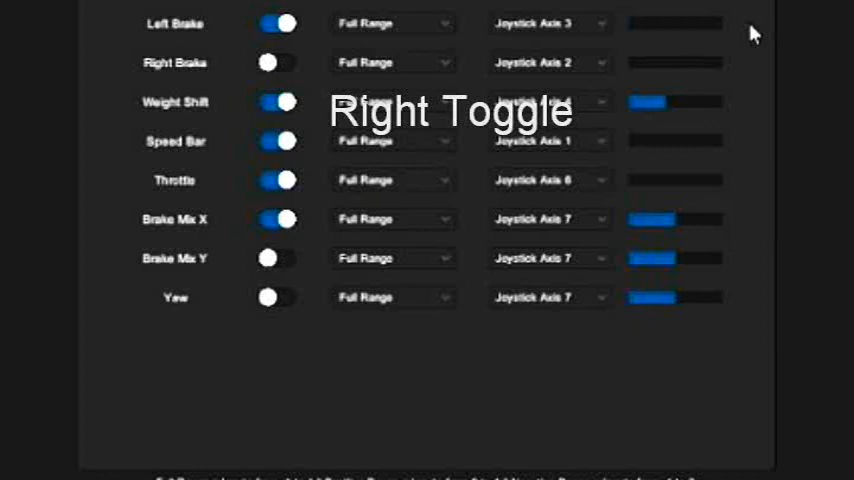 Left Brake Full Range Joystick Axis 3
Right Brake Full Range Joystick Axis 2
Weight Shift Full Range
Right Toggle
Speed Bar Full Range Joystick Axis 1
Throttle Full Range Joystick Axis 6
Brake Mix X Full Range Joystick Axis 7
Brake Mix Y Full Range Joystick Axis 7
Yaw Full Range Joystick Axis 7